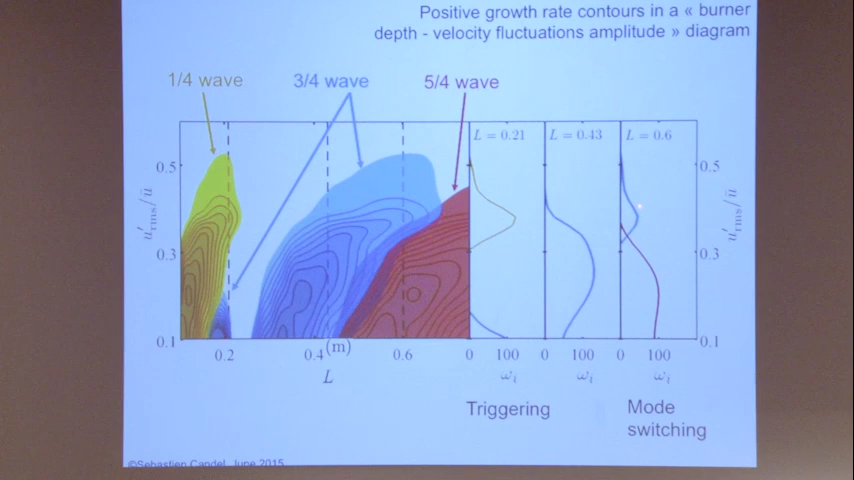 Positive growth rate contours in a « burner
depth - velocity fluctuations amplitude » diagram
1/4 wave 3/4 wave 5/4 wave
L = 0.21 L = 0.43 L = 0.6
0.5 0.5
u′rms/ū u′rms/ū
0.3 0.3
0.1 0.1
0.2 0.4 (m) 0.6 0 100 0 100 0 100
L ωi ωi ωi
Triggering Mode
switching
©Sebastien Candel, June 2015